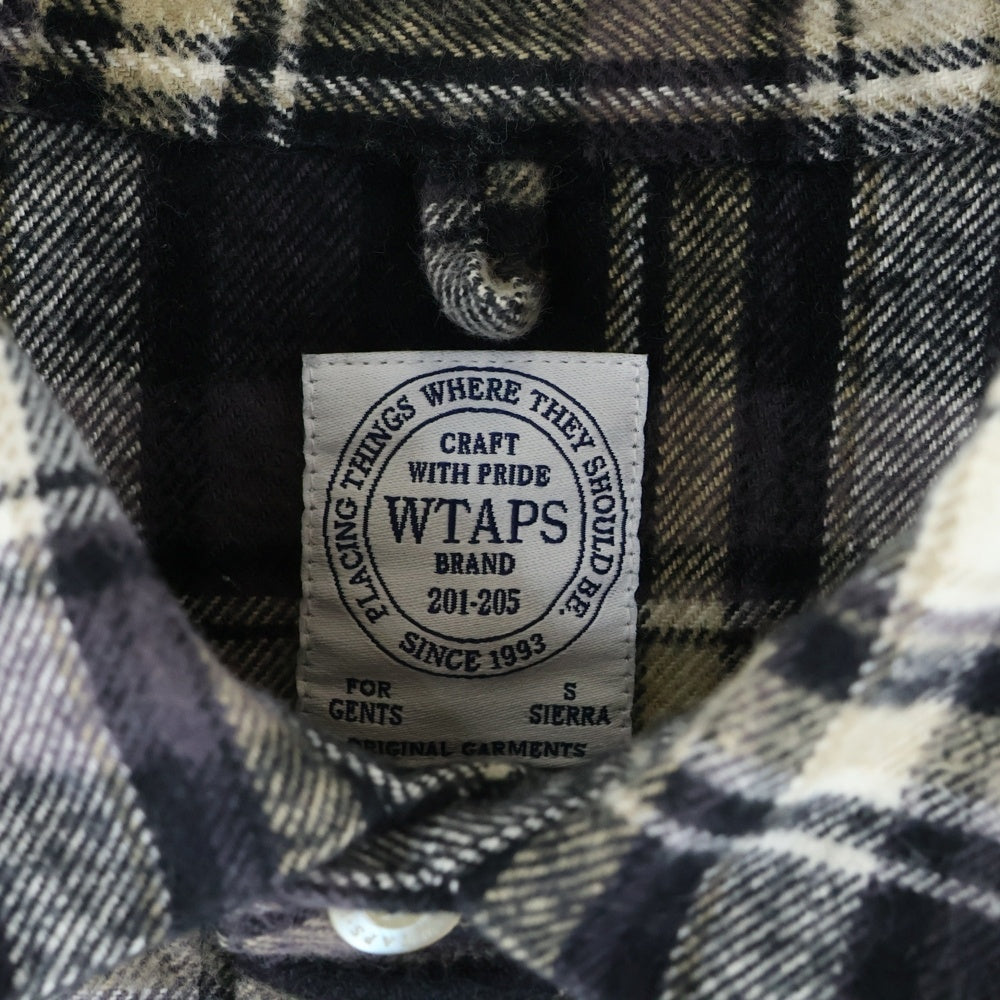 PLACING THINGS WHERE THEY SHOULD BE.
CRAFT
WITH PRIDE
WTAPS
BRAND
201-205
SINCE 1993
FOR
GENTS
S
SIERRA
ORIGINAL GARMENTS